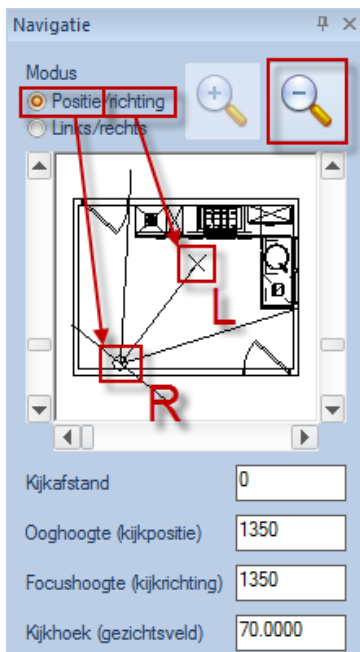 Navigatie
Modus
Positie/richting
Links/rechts
L
R
Kijkafstand
0
Ooghoogte (kijkpositie)
1350
Focushoogte (kijkrichting)
1350
Kijkhoek (gezichtsveld)
70.0000